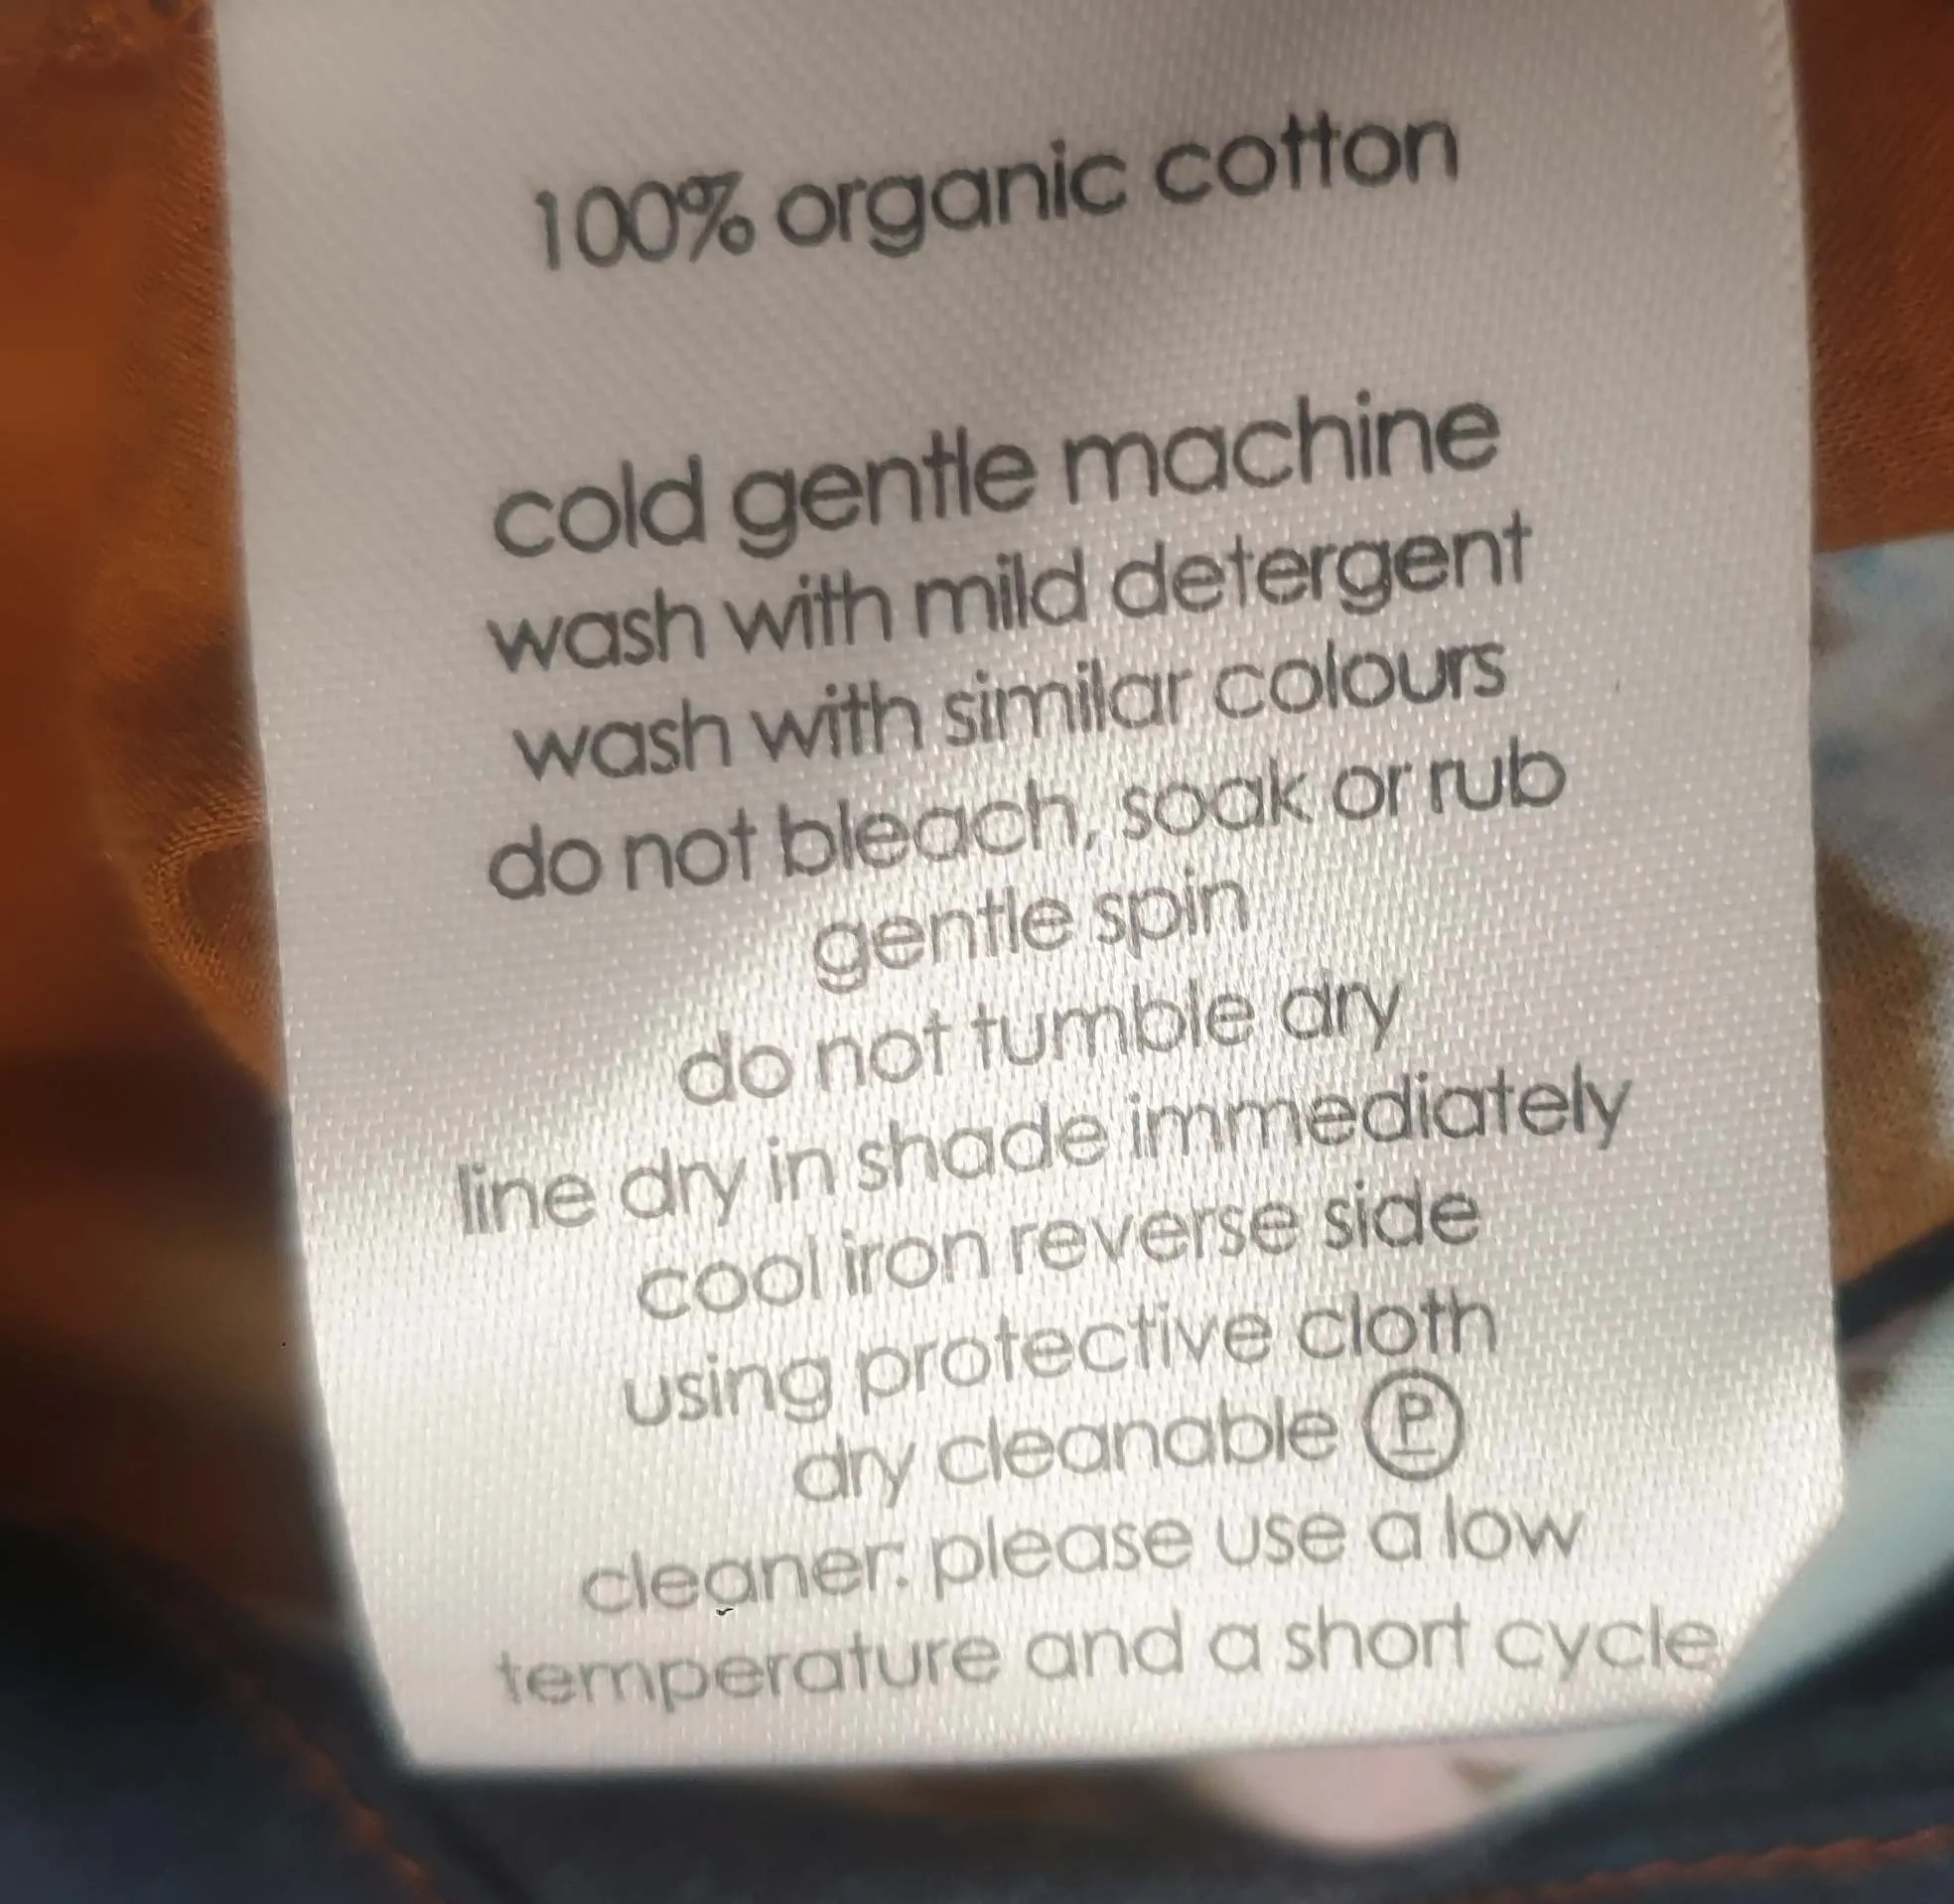 100% organic cotton
cold gentle machine
wash with mild detergent
wash with similar colours
do not bleach, soak or rub
gentle spin
do not tumble dry
line dry in shade immediately
cool iron reverse side
using protective cloth
dry cleanable Ⓟ
cleaner: please use a low
temperature and a short cycle